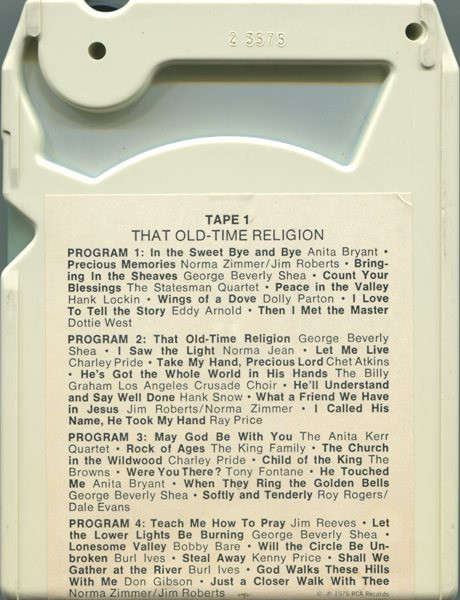 2 3575
TAPE 1
THAT OLD-TIME RELIGION
PROGRAM 1: In the Sweet Bye and Bye Anita Bryant •
Precious Memories Norma Zimmer/Jim Roberts • Bring-
ing In the Sheaves George Beverly Shea • Count Your
Blessings The Statesman Quartet • Peace in the Valley
Hank Lockin • Wings of a Dove Dolly Parton • I Love
To Tell the Story Eddy Arnold • Then I Met the Master
Dottie West
PROGRAM 2: That Old-Time Religion George Beverly
Shea • I Saw the Light Norma Jean • Let Me Live
Charley Pride • Take My Hand, Precious Lord Chet Atkins
• He's Got the Whole World in His Hands The Billy
Graham Los Angeles Crusade Choir • He'll Understand
and Say Well Done Hank Snow • What a Friend We Have
in Jesus Jim Roberts/Norma Zimmer • I Called His
Name, He Took My Hand Ray Price
PROGRAM 3: May God Be With You The Anita Kerr
Quartet • Rock of Ages The King Family • The Church
in the Wildwood Charley Pride • Child of the King The
Browns • Were You There? Tony Fontane • He Touched
Me Anita Bryant • When They Ring the Golden Bells
George Beverly Shea • Softly and Tenderly Roy Rogers/
Dale Evans
PROGRAM 4: Teach Me How To Pray Jim Reeves • Let
the Lower Lights Be Burning George Beverly Shea •
Lonesome Valley Bobby Bare • Will the Circle Be Un-
broken Burl Ives • Steal Away Kenny Price • Shall We
Gather at the River Burl Ives • God Walks These Hills
With Me Don Gibson • Just a Closer Walk With Thee
Norma Zimmer/Jim Roberts © ℗ 1975 RCA Records